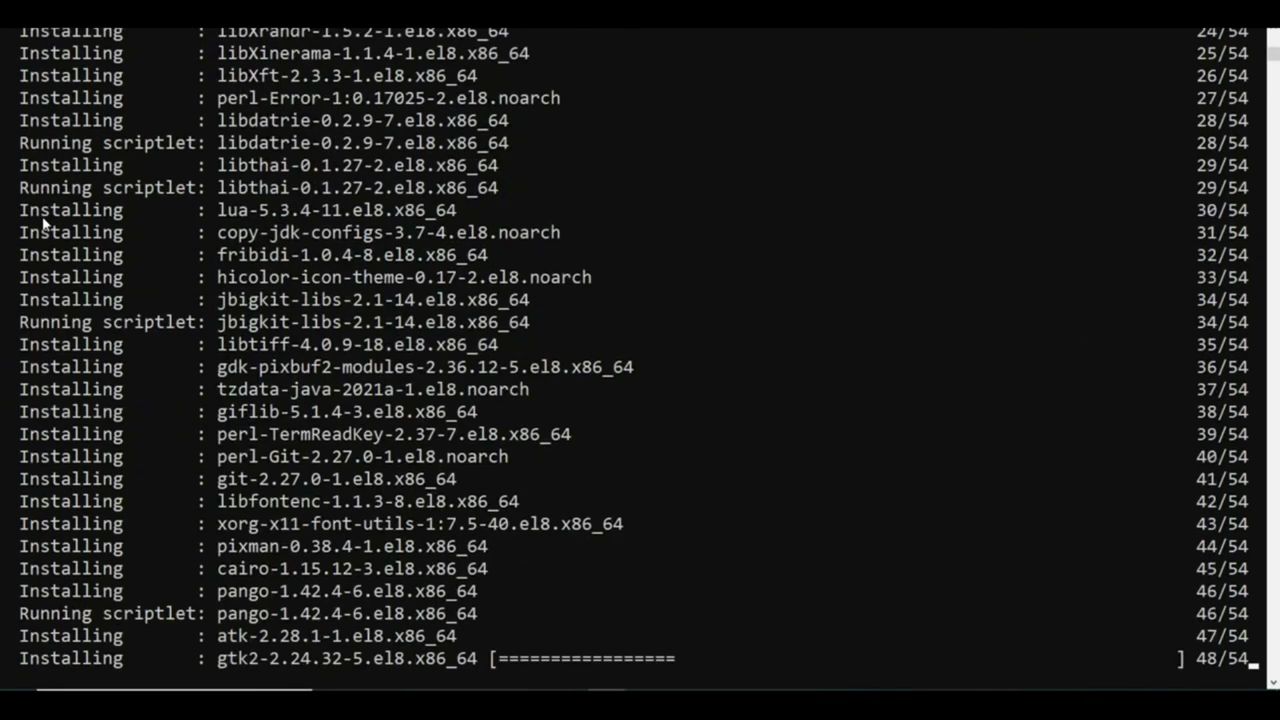 Installing : libXrandr-1.5.2-1.el8.x86_64 24/54
Installing : libXinerama-1.1.4-1.el8.x86_64 25/54
Installing : libXft-2.3.3-1.el8.x86_64 26/54
Installing : perl-Error-1:0.17025-2.el8.noarch 27/54
Installing : libdatrie-0.2.9-7.el8.x86_64 28/54
Running scriptlet: libdatrie-0.2.9-7.el8.x86_64 28/54
Installing : libthai-0.1.27-2.el8.x86_64 29/54
Running scriptlet: libthai-0.1.27-2.el8.x86_64 29/54
Installing : lua-5.3.4-11.el8.x86_64 30/54
Installing : copy-jdk-configs-3.7-4.el8.noarch 31/54
Installing : fribidi-1.0.4-8.el8.x86_64 32/54
Installing : hicolor-icon-theme-0.17-2.el8.noarch 33/54
Installing : jbigkit-libs-2.1-14.el8.x86_64 34/54
Running scriptlet: jbigkit-libs-2.1-14.el8.x86_64 34/54
Installing : libtiff-4.0.9-18.el8.x86_64 35/54
Installing : gdk-pixbuf2-modules-2.36.12-5.el8.x86_64 36/54
Installing : tzdata-java-2021a-1.el8.noarch 37/54
Installing : giflib-5.1.4-3.el8.x86_64 38/54
Installing : perl-TermReadKey-2.37-7.el8.x86_64 39/54
Installing : perl-Git-2.27.0-1.el8.noarch 40/54
Installing : git-2.27.0-1.el8.x86_64 41/54
Installing : libfontenc-1.1.3-8.el8.x86_64 42/54
Installing : xorg-x11-font-utils-1:7.5-40.el8.x86_64 43/54
Installing : pixman-0.38.4-1.el8.x86_64 44/54
Installing : cairo-1.15.12-3.el8.x86_64 45/54
Installing : pango-1.42.4-6.el8.x86_64 46/54
Running scriptlet: pango-1.42.4-6.el8.x86_64 46/54
Installing : atk-2.28.1-1.el8.x86_64 47/54
Installing : gtk2-2.24.32-5.el8.x86_64 [================= ] 48/54